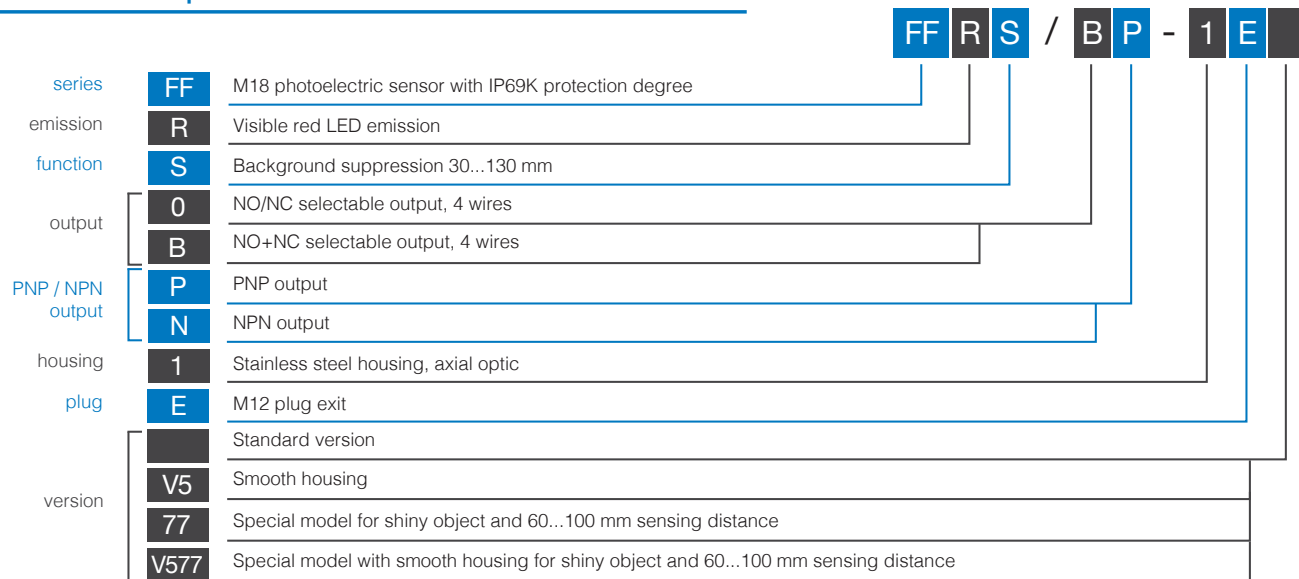 FF R S / B P - 1 E
series FF M18 photoelectric sensor with IP69K protection degree
emission R Visible red LED emission
function S Background suppression 30...130 mm
output
0 NO/NC selectable output, 4 wires
B NO+NC selectable output, 4 wires
PNP / NPN
output
P PNP output
N NPN output
housing 1 Stainless steel housing, axial optic
plug E M12 plug exit
version
Standard version
V5 Smooth housing
77 Special model for shiny object and 60...100 mm sensing distance
V577 Special model with smooth housing for shiny object and 60...100 mm sensing distance